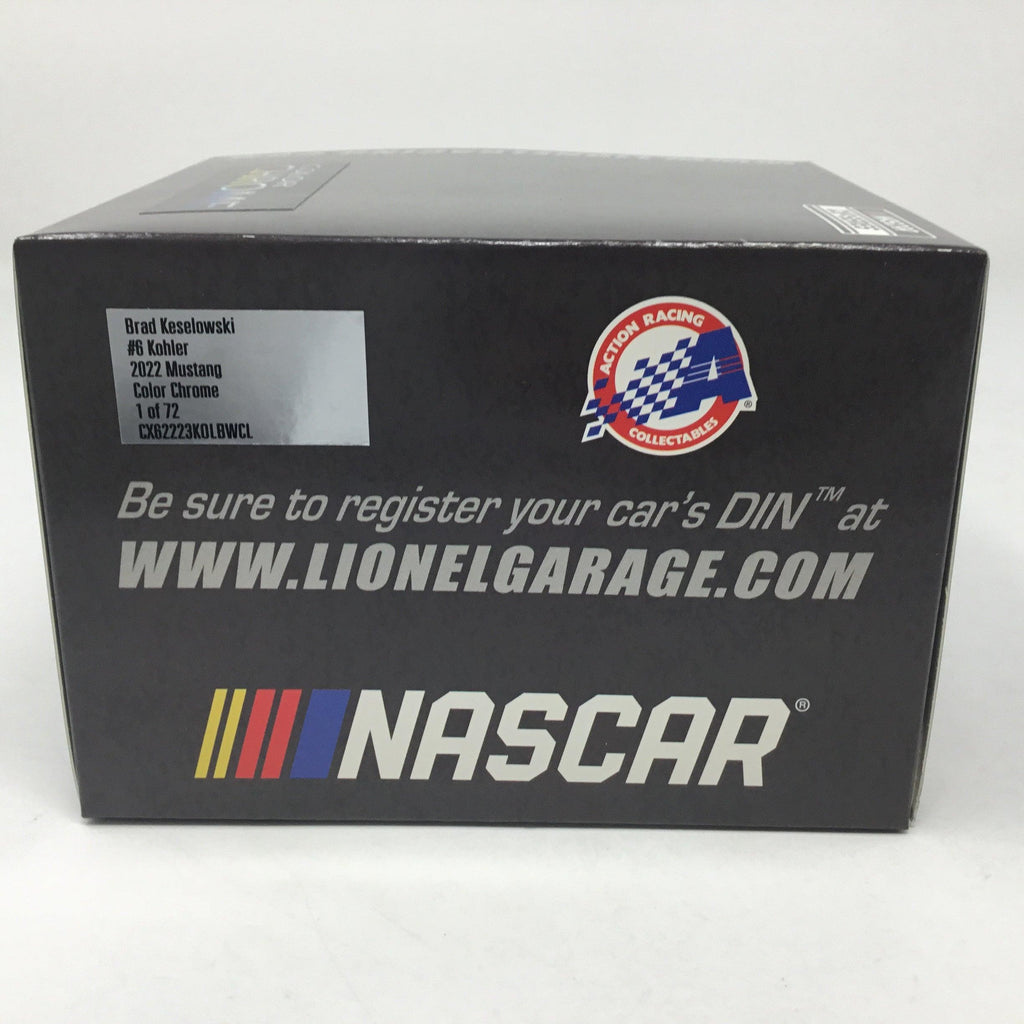 Brad Keselowski
#6 Kohler
2022 Mustang
Color Chrome
1 of 72
CX62223KOLBWCL
ACTION RACING
A®
COLLECTABLES
Be sure to register your car's DIN™ at
WWW.LIONELGARAGE.COM
NASCAR®